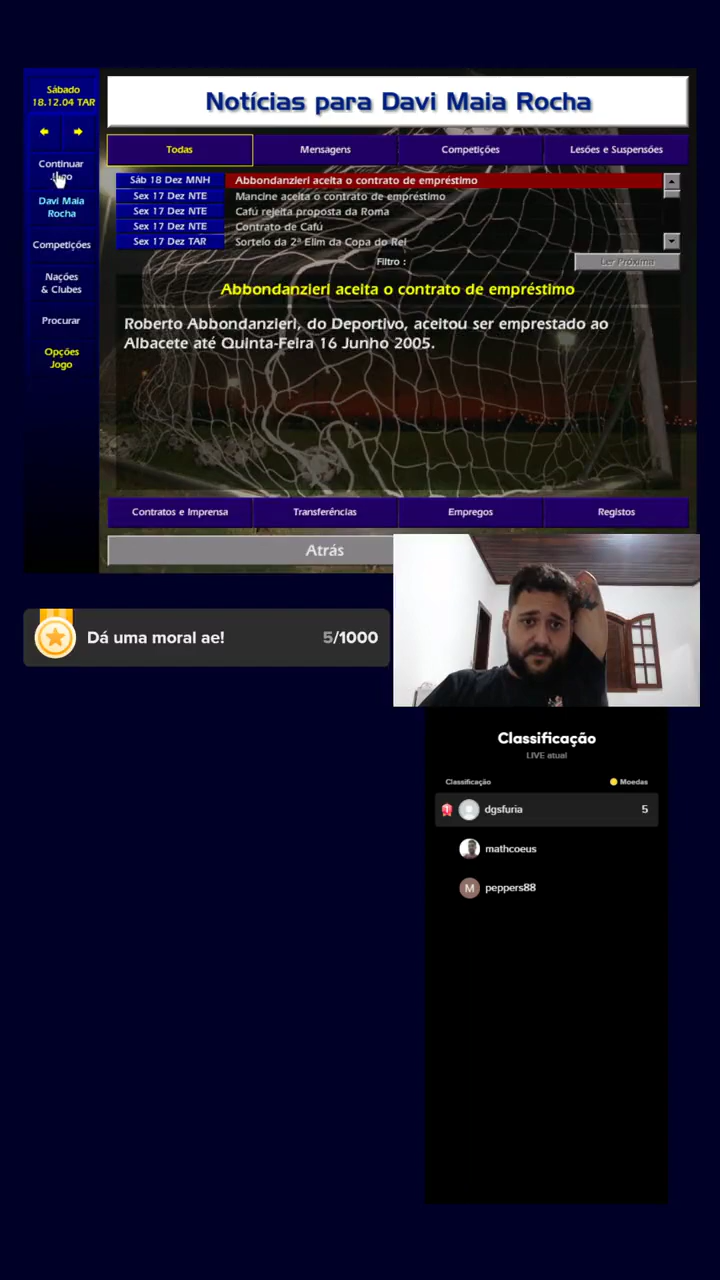 Sábado
18.12.04 TAR
Notícias para Davi Maia Rocha
Todas
Mensagens
Competições
Lesões e Suspensões
Continuar
Jogo
Davi Maia
Rocha
Competições
Nações
& Clubes
Procurar
Opções
Jogo
Sáb 18 Dez MNH Abbondanzieri aceita o contrato de empréstimo
Sex 17 Dez NTE Mancine aceita o contrato de empréstimo
Sex 17 Dez NTE Cafú rejeita proposta da Roma
Sex 17 Dez NTE Contrato de Cafú
Sex 17 Dez TAR Sorteio da 2ª Elim da Copa do Rei
Filtro :
Ler Próxima
Abbondanzieri aceita o contrato de empréstimo
Roberto Abbondanzieri, do Deportivo, aceitou ser emprestado ao
Albacete até Quinta-Feira 16 Junho 2005.
Contratos e Imprensa
Transferências
Empregos
Registos
Atrás
Dá uma moral ae! 5/1000
Classificação
LIVE atual
Classificação Moedas
1 dgsfuria 5
mathcoeus
M peppers88